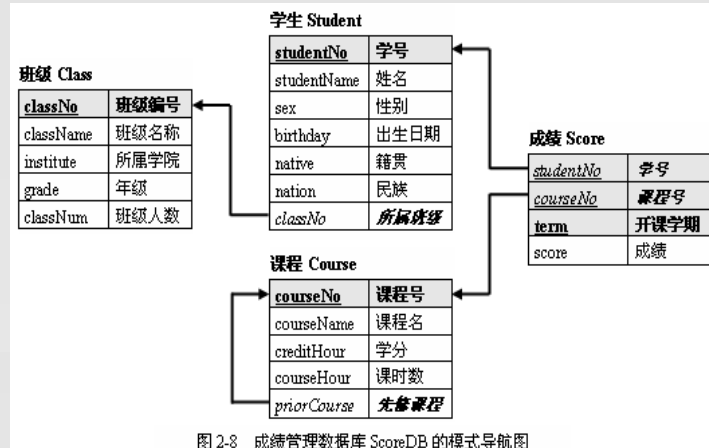 学生 Student
studentNo 学号
studentName 姓名
sex 性别
birthday 出生日期
native 籍贯
nation 民族
classNo 所属班级
班级 Class
classNo 班级编号
className 班级名称
institute 所属学院
grade 年级
classNum 班级人数
成绩 Score
studentNo 学号
courseNo 课程号
term 开课学期
score 成绩
课程 Course
courseNo 课程号
courseName 课程名
creditHour 学分
courseHour 课时数
priorCourse 先修课程
图 2-8 成绩管理数据库 ScoreDB 的模式导航图